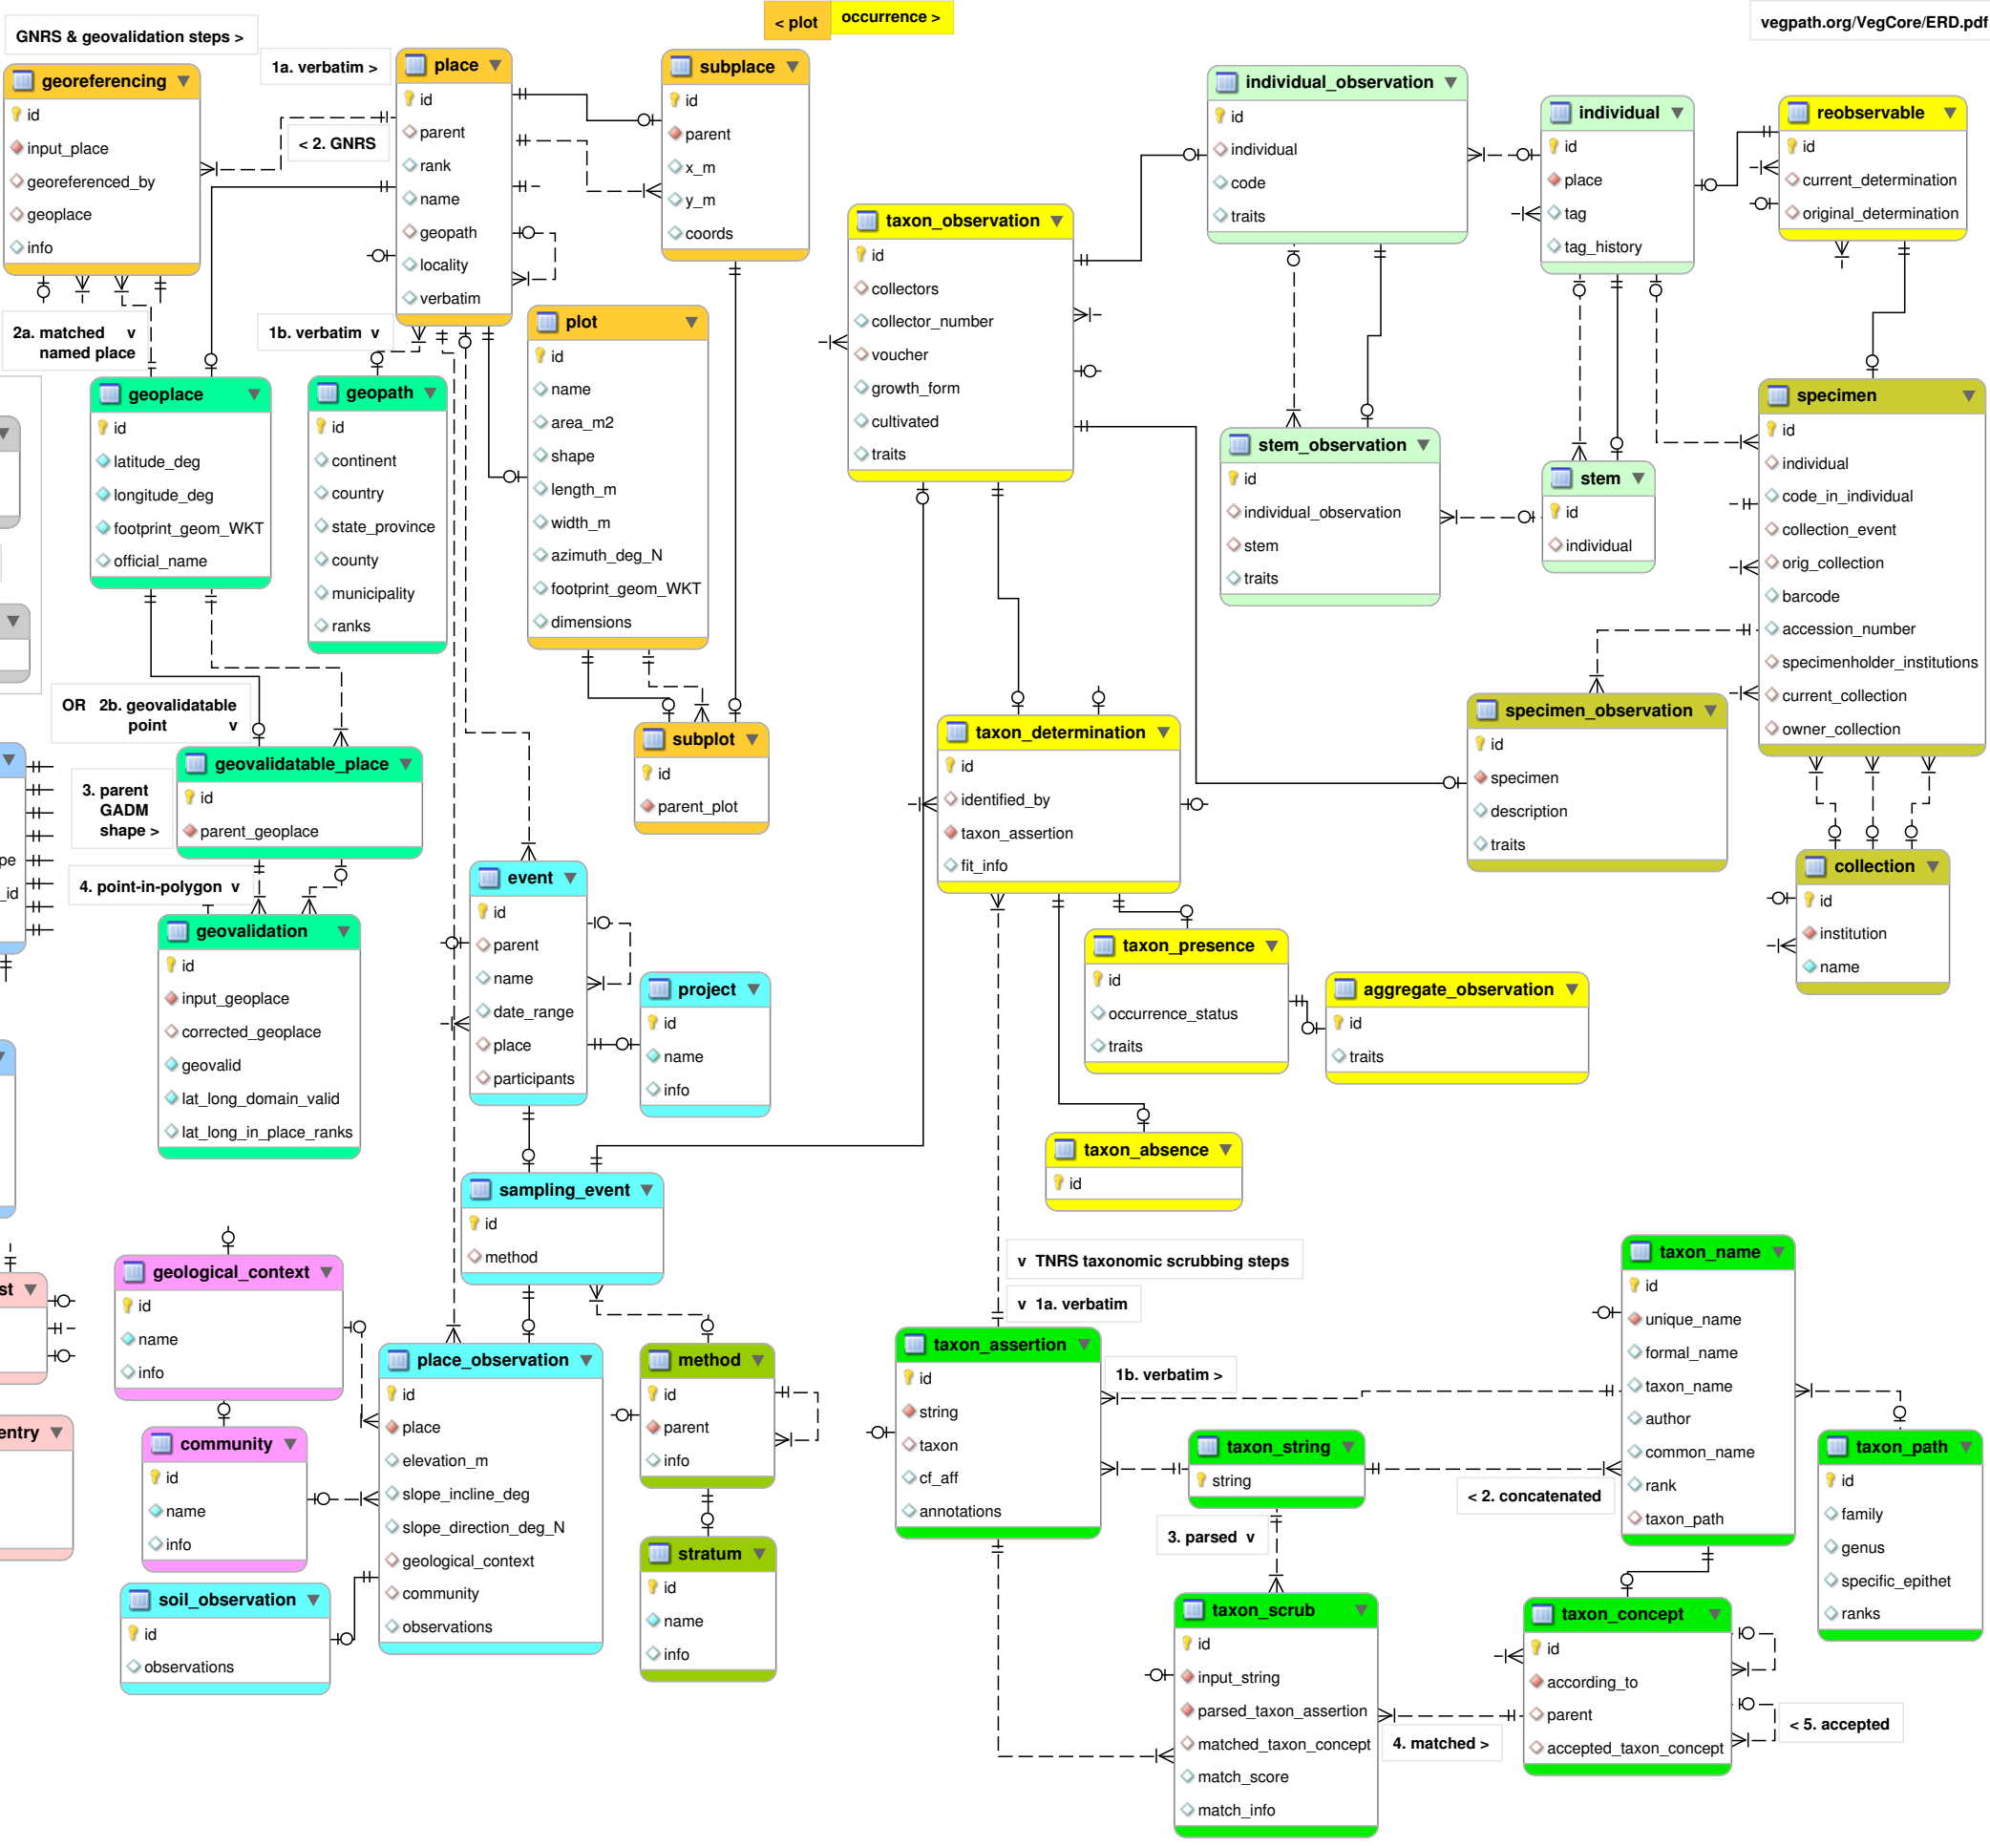 GNRS & geovalidation steps >
< plot
occurrence >
vegpath.org/VegCore/ERD.pdf
georeferencing
id
input_place
georeferenced_by
geoplace
info
1a. verbatim >
< 2. GNRS
place
id
parent
rank
name
geopath
locality
verbatim
subplace
id
parent
x_m
y_m
coords
individual_observation
id
individual
code
traits
individual
id
place
tag
tag_history
reobservable
id
current_determination
original_determination
taxon_observation
id
collectors
collector_number
voucher
growth_form
cultivated
traits
2a. matched v
named place
1b. verbatim v
plot
id
name
area_m2
shape
length_m
width_m
azimuth_deg_N
footprint_geom_WKT
dimensions
geoplace
id
latitude_deg
longitude_deg
footprint_geom_WKT
official_name
geopath
id
continent
country
state_province
county
municipality
ranks
stem_observation
id
individual_observation
stem
traits
stem
id
individual
specimen
id
individual
code_in_individual
collection_event
orig_collection
barcode
accession_number
specimenholder_institutions
current_collection
owner_collection
OR 2b. geovalidatable
point v
subplot
id
parent_plot
taxon_determination
id
identified_by
taxon_assertion
fit_info
specimen_observation
id
specimen
description
traits
geovalidatable_place
id
parent_geoplace
3. parent
GADM
shape >
pe
_id
4. point-in-polygon v
collection
id
institution
name
geovalidation
id
input_geoplace
corrected_geoplace
geovalid
lat_long_domain_valid
lat_long_in_place_ranks
event
id
parent
name
date_range
place
participants
project
id
name
info
taxon_presence
id
occurrence_status
traits
aggregate_observation
id
traits
taxon_absence
id
sampling_event
id
method
v TNRS taxonomic scrubbing steps
v 1a. verbatim
geological_context
id
name
info
st
entry
community
id
name
info
place_observation
id
place
elevation_m
slope_incline_deg
slope_direction_deg_N
geological_context
community
observations
method
id
parent
info
stratum
id
name
info
soil_observation
id
observations
taxon_assertion
id
string
taxon
cf_aff
annotations
1b. verbatim >
taxon_string
string
< 2. concatenated
3. parsed v
taxon_name
id
unique_name
formal_name
taxon_name
author
common_name
rank
taxon_path
taxon_path
id
family
genus
specific_epithet
ranks
taxon_scrub
id
input_string
parsed_taxon_assertion
matched_taxon_concept
match_score
match_info
4. matched >
taxon_concept
id
according_to
parent
accepted_taxon_concept
< 5. accepted